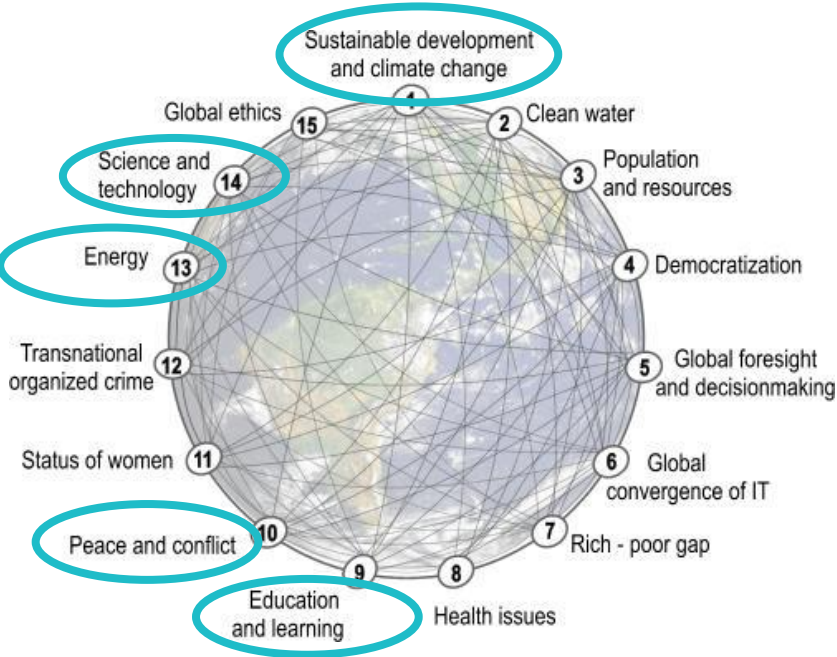 Sustainable development
and climate change
1
Global ethics
15
2
Clean water
Science and
technology
14
3
Population
and resources
Energy
13
4
Democratization
Transnational
organized crime
12
5
Global foresight
and decisionmaking
Status of women
11
6
Global
convergence of IT
Peace and conflict
10
7
Rich - poor gap
9
Education
and learning
8
Health issues